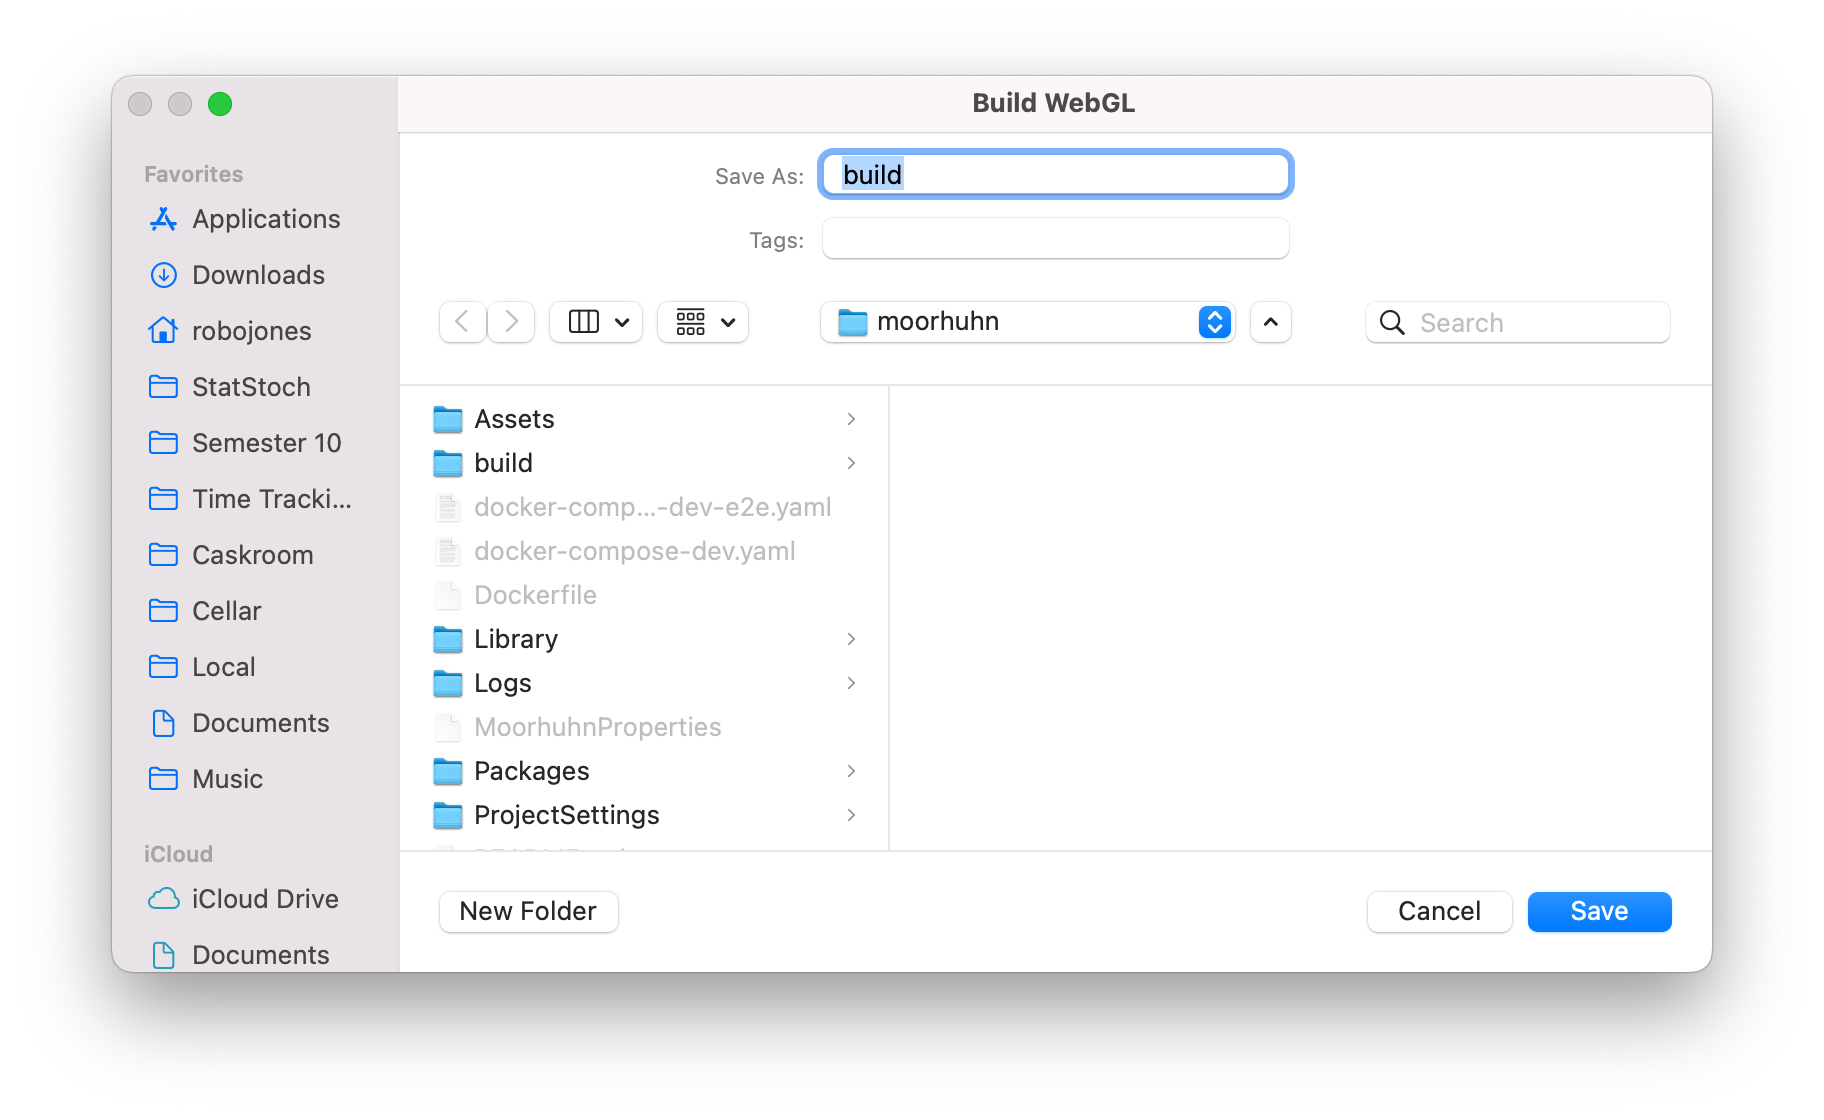 Build WebGL
Favorites
Applications
Downloads
robojones
StatStoch
Semester 10
Time Tracki...
Caskroom
Cellar
Local
Documents
Music
iCloud
iCloud Drive
Documents
Save As: build
Tags:
moorhuhn
Search
Assets
build
docker-comp...-dev-e2e.yaml
docker-compose-dev.yaml
Dockerfile
Library
Logs
MoorhuhnProperties
Packages
ProjectSettings
New Folder
Cancel
Save